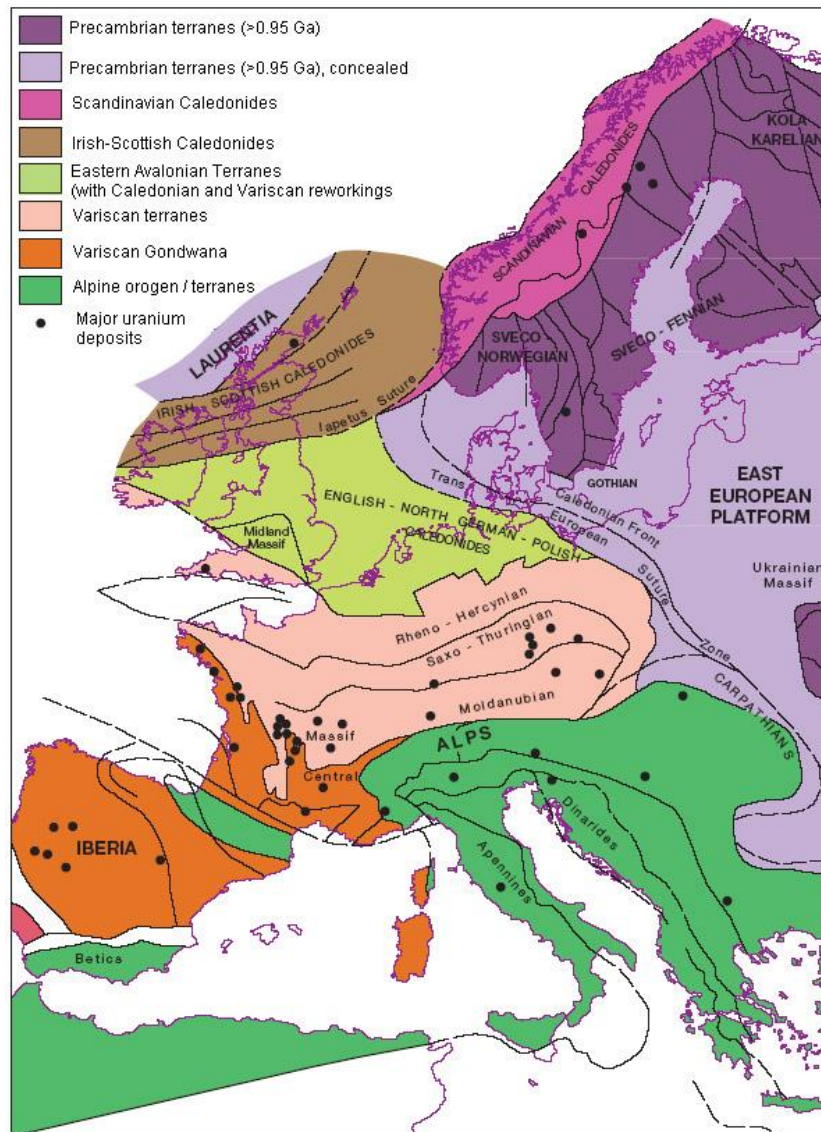 Precambrian terranes (>0.95 Ga)
Precambrian terranes (>0.95 Ga), concealed
Scandinavian Caledonides
Irish-Scottish Caledonides
Eastern Avalonian Terranes
(with Caledonian and Variscan reworkings
Variscan terranes
Variscan Gondwana
Alpine orogen / terranes
Major uranium
deposits
KOLA
KARELIAN
SCANDINAVIAN CALEDONIDES
SVECO - FENNIAN
SVECO -
NORWEGIAN
LAURENTIA
IRISH - SCOTTISH CALEDONIDES
Iapetus Suture
GOTHIAN
EAST
EUROPEAN
PLATFORM
Caledonian Front
Trans European Suture Zone
ENGLISH - NORTH GERMAN - POLISH
CALEDONIDES
Midland
Massif
Ukrainian
Massif
Rheno - Hercynian
Saxo - Thuringian
Moldanubian
CARPATHIANS
Massif
Central
ALPS
Dinarides
IBERIA
Apennines
Betics